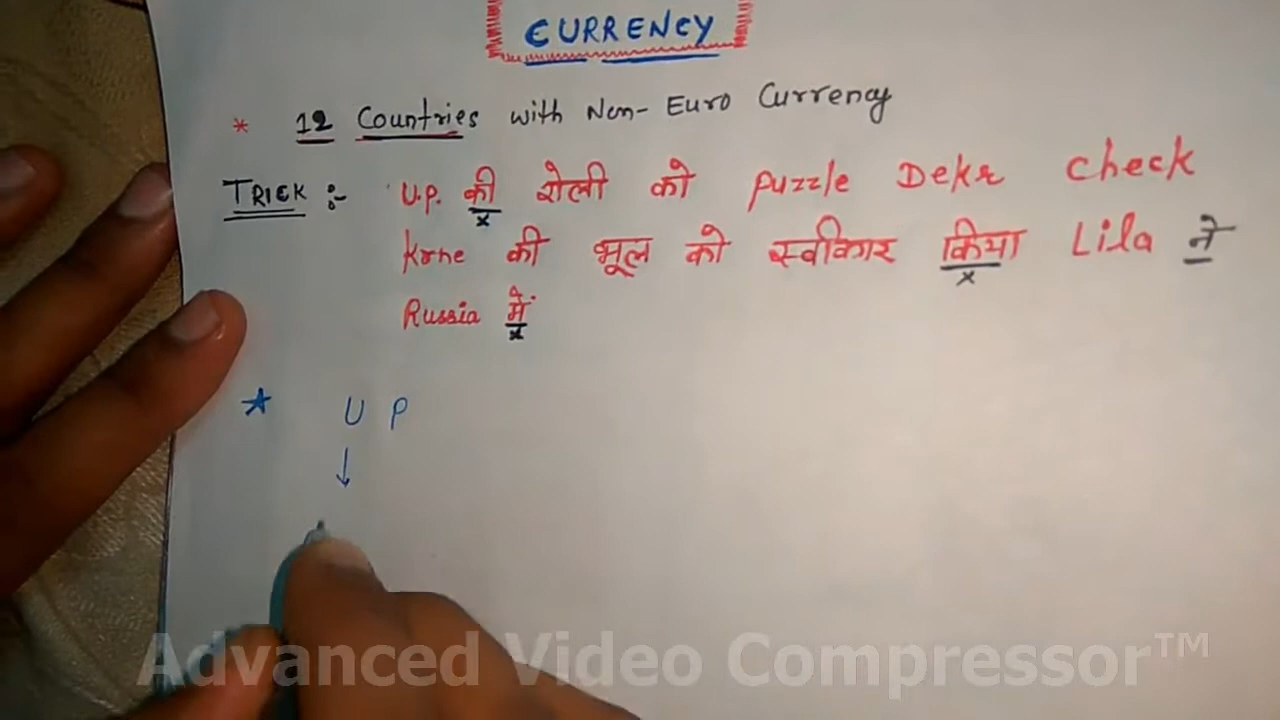 CURRENCY
* 12 Countries with Non-Euro Currency
TRICK :- U.P. की रोली को Puzzle Dekr Check
Krne की भूल को स्वीकार किया Lila ने
x x
Russia में
x
★ U P
↓
Advanced Video Compressor™